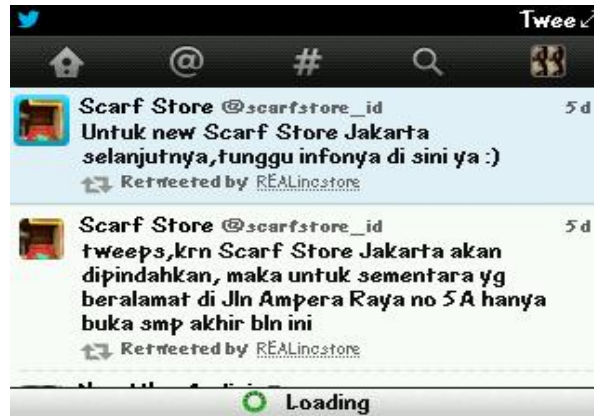 Twee
@ #
Scarf Store @scarfstore_id 5d
Untuk new Scarf Store Jakarta
selanjutnya,tunggu infonya di sini ya :)
Retweeted by REALincstore
Scarf Store @scarfstore_id 5d
tweeps,krn Scarf Store Jakarta akan
dipindahkan, maka untuk sementara yg
beralamat di Jln Ampera Raya no 5A hanya
buka smp akhir bln ini
Retweeted by REALincstore
Loading